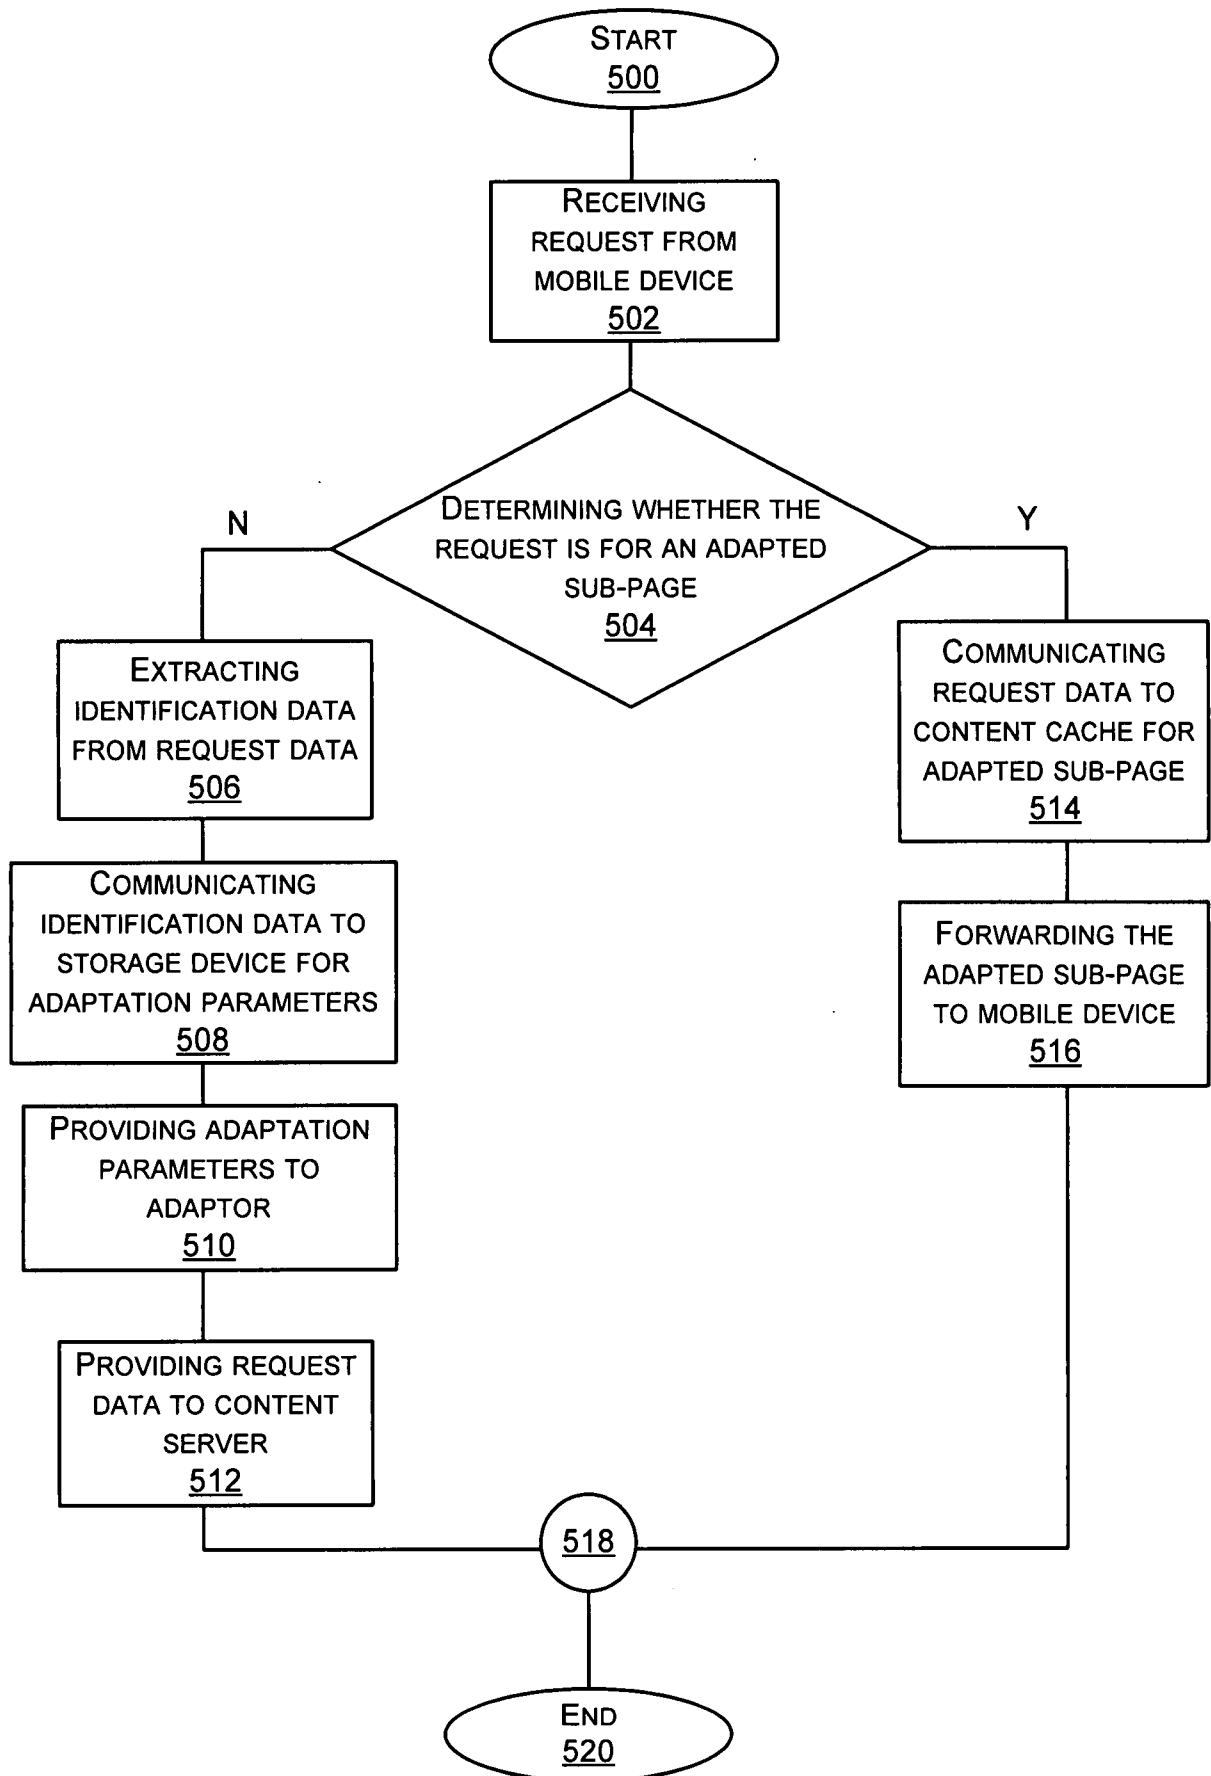 START
500
RECEIVING
REQUEST FROM
MOBILE DEVICE
502
DETERMINING WHETHER THE
REQUEST IS FOR AN ADAPTED
SUB-PAGE
504
N
Y
EXTRACTING
IDENTIFICATION DATA
FROM REQUEST DATA
506
COMMUNICATING
IDENTIFICATION DATA TO
STORAGE DEVICE FOR
ADAPTATION PARAMETERS
508
PROVIDING ADAPTATION
PARAMETERS TO
ADAPTOR
510
PROVIDING REQUEST
DATA TO CONTENT
SERVER
512
COMMUNICATING
REQUEST DATA TO
CONTENT CACHE FOR
ADAPTED SUB-PAGE
514
FORWARDING THE
ADAPTED SUB-PAGE
TO MOBILE DEVICE
516
518
END
520